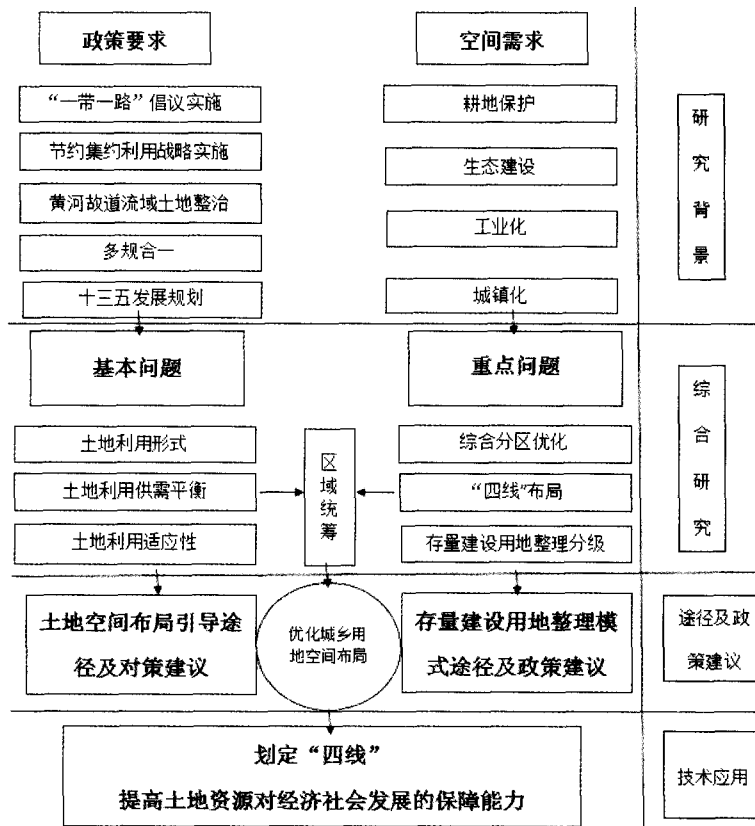 政策要求
空间需求
“一带一路”倡议实施
节约集约利用战略实施
黄河故道流域土地整治
多规合一
十三五发展规划
耕地保护
生态建设
工业化
城镇化
研究背景
基本问题
重点问题
土地利用形式
土地利用供需平衡
土地利用适应性
区域统筹
综合分区优化
“四线”布局
存量建设用地整理分级
综合研究
土地空间布局引导途
径及对策建议
优化城乡用
地空间布局
存量建设用地整理模
式途径及政策建议
途径及政
策建议
划定“四线”
提高土地资源对经济社会发展的保障能力
技术应用